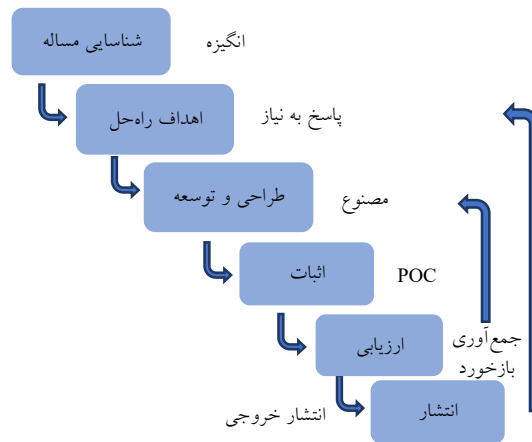 شناسایی مساله
انگیزه
اهداف راه‌حل
پاسخ به نیاز
طراحی و توسعه
مصنوع
اثبات
POC
ارزیابی
جمع‌آوری
بازخورد
انتشار
انتشار خروجی